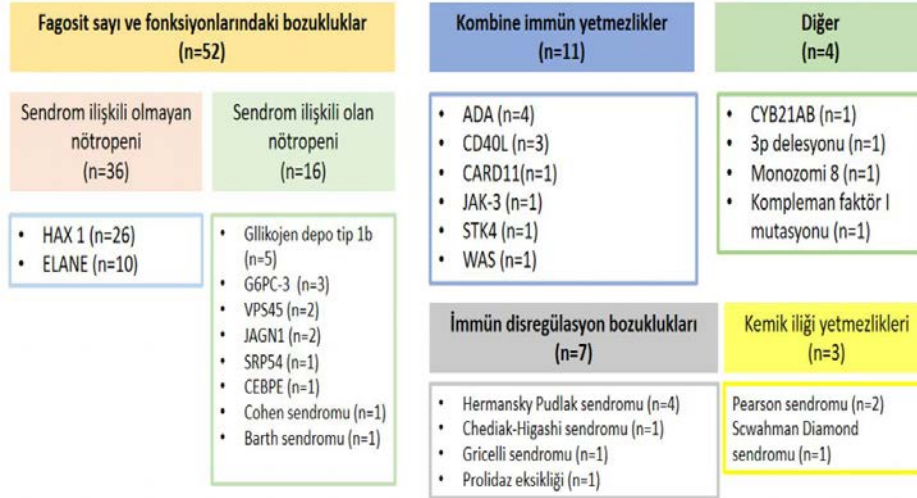 Fagosit sayı ve fonksiyonlarındaki bozukluklar
(n=52)
Sendrom ilişkili olmayan
nötropeni
(n=36)
Sendrom ilişkili olan
nötropeni
(n=16)
• HAX 1 (n=26)
• ELANE (n=10)
• Gllikojen depo tip 1b
(n=5)
• G6PC-3 (n=3)
• VPS45 (n=2)
• JAGN1 (n=2)
• SRP54 (n=1)
• CEBPE (n=1)
• Cohen sendromu (n=1)
• Barth sendromu (n=1)
Kombine immün yetmezlikler
(n=11)
• ADA (n=4)
• CD40L (n=3)
• CARD11(n=1)
• JAK-3 (n=1)
• STK4 (n=1)
• WAS (n=1)
Diğer
(n=4)
• CYB21AB (n=1)
• 3p delesyonu (n=1)
• Monozomi 8 (n=1)
• Kompleman faktör I
mutasyonu (n=1)
İmmün disregülasyon bozuklukları
(n=7)
• Hermansky Pudlak sendromu (n=4)
• Chediak-Higashi sendromu (n=1)
• Gricelli sendromu (n=1)
• Prolidaz eksikliği (n=1)
Kemik iliği yetmezlikleri
(n=3)
Pearson sendromu (n=2)
Scwahman Diamond
sendromu (n=1)